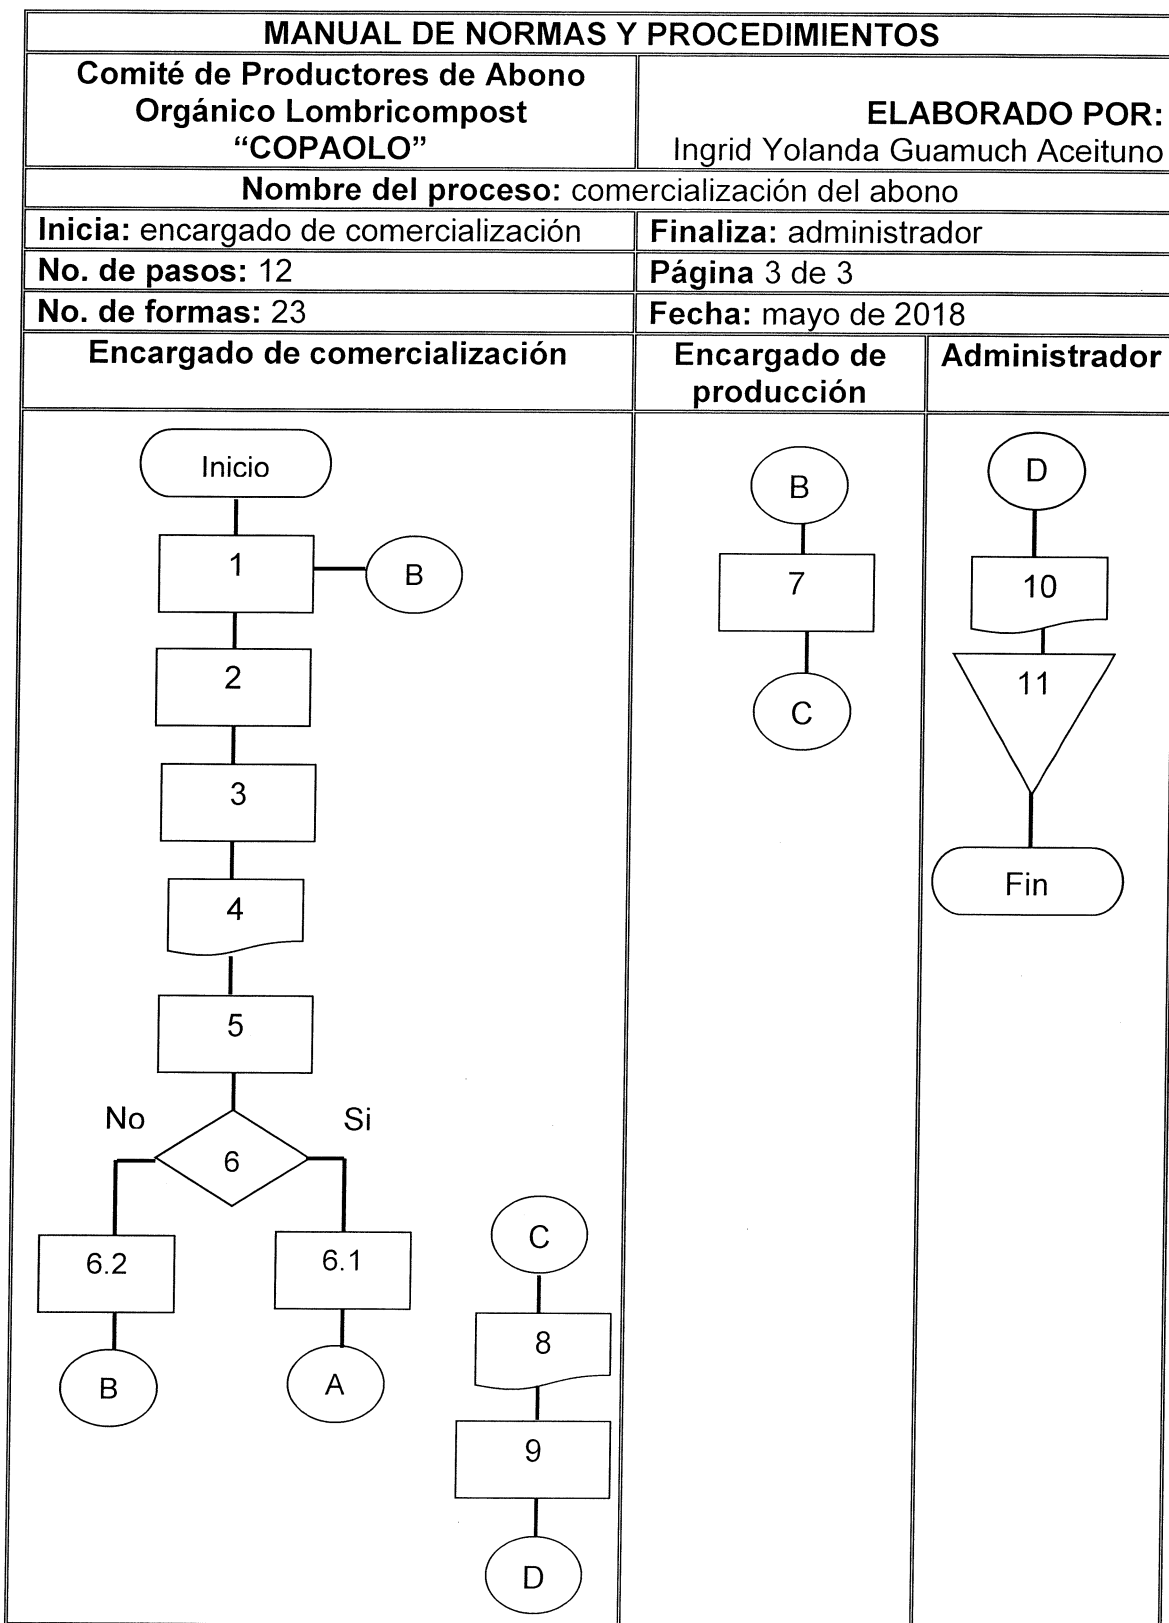 MANUAL DE NORMAS Y PROCEDIMIENTOS
Comité de Productores de Abono
Orgánico Lombricompost
“COPAOLO”
ELABORADO POR:
Ingrid Yolanda Guamuch Aceituno
Nombre del proceso: comercialización del abono
Inicia: encargado de comercialización
Finaliza: administrador
No. de pasos: 12
Página 3 de 3
No. de formas: 23
Fecha: mayo de 2018
Encargado de comercialización
Encargado de
producción
Administrador
Inicio
1
B
2
3
4
5
No
Si
6
6.2
6.1
B
A
C
8
9
D
B
7
C
D
10
11
Fin